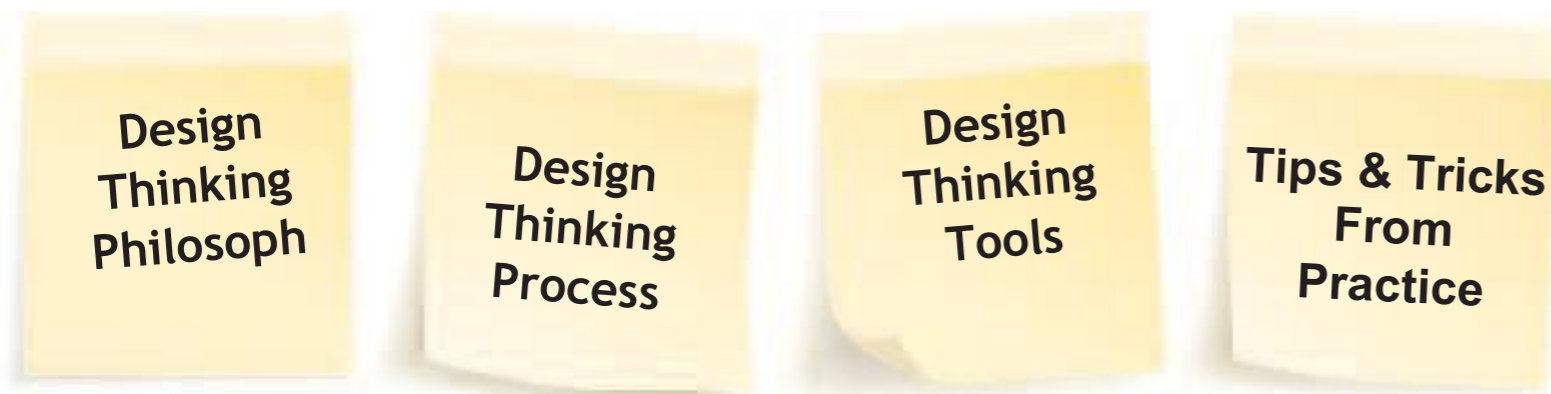 Design
Thinking
Philosoph
Design
Thinking
Process
Design
Thinking
Tools
Tips & Tricks
From
Practice